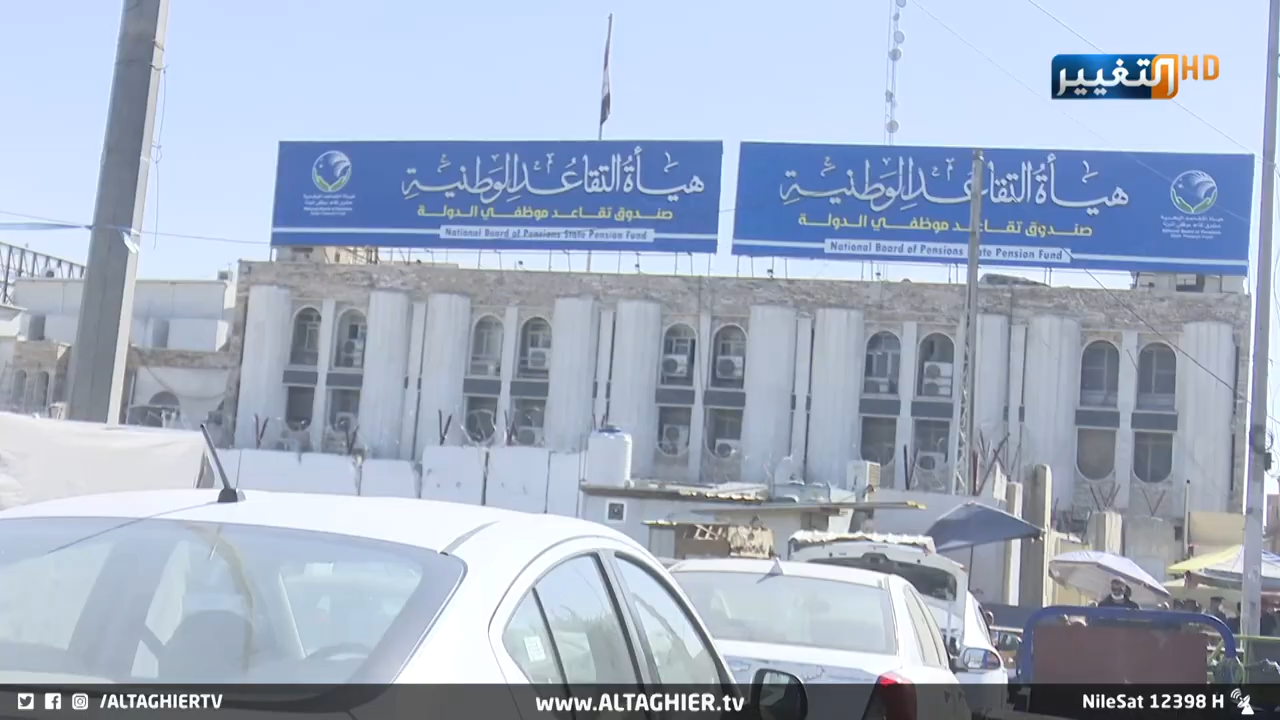 التغيير HD
هيأة التقاعد الوطنية
صندوق تقاعد موظفي الدولة
National Board of Pensions State Pension Fund
هيأة التقاعد الوطنية
صندوق تقاعد موظفي الدولة
National Board of Pensions State Pension Fund
/ALTAGHIERTV
www.ALTAGHIER.tv
NileSat 12398 H